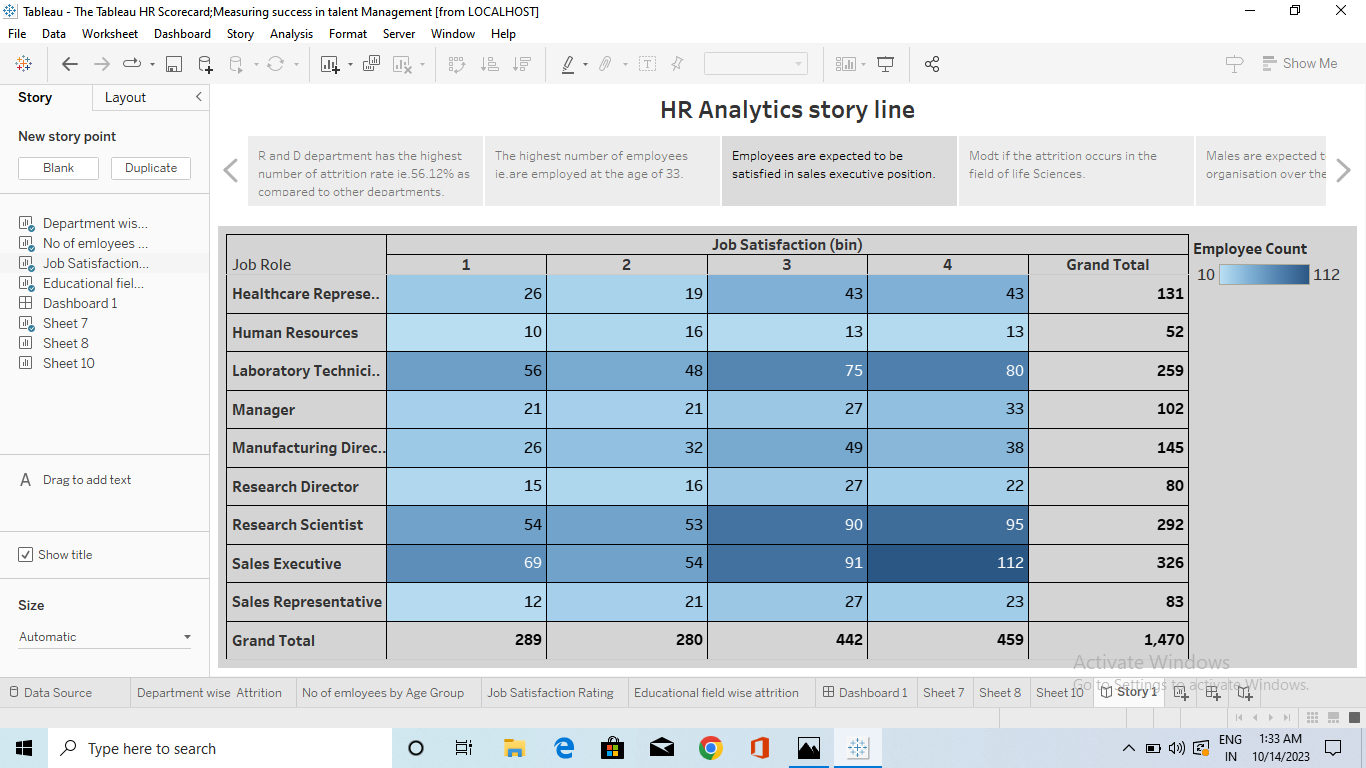 Tableau - The Tableau HR Scorecard;Measuring success in talent Management [from LOCALHOST]
File Data Worksheet Dashboard Story Analysis Format Server Window Help
Show Me
Story Layout
New story point
Blank Duplicate
Department wis...
No of emloyees ...
Job Satisfaction...
Educational fiel...
Dashboard 1
Sheet 7
Sheet 8
Sheet 10
A Drag to add text
Show title
Size
Automatic
HR Analytics story line
R and D department has the highest
number of attrition rate ie.56.12% as
compared to other departments.
The highest number of employees
ie.are employed at the age of 33.
Employees are expected to be
satisfied in sales executive position.
Modt if the attrition occurs in the
field of life Sciences.
Males are expected t
organisation over the
Job Satisfaction (bin)
Job Role 1 2 3 4 Grand Total
Healthcare Represe.. 26 19 43 43 131
Human Resources 10 16 13 13 52
Laboratory Technici.. 56 48 75 80 259
Manager 21 21 27 33 102
Manufacturing Direc.. 26 32 49 38 145
Research Director 15 16 27 22 80
Research Scientist 54 53 90 95 292
Sales Executive 69 54 91 112 326
Sales Representative 12 21 27 23 83
Grand Total 289 280 442 459 1,470
Employee Count
10 112
Activate Windows
Go to Settings to activate Windows.
Data Source Department wise Attrition No of emloyees by Age Group Job Satisfaction Rating Educational field wise attrition Dashboard 1 Sheet 7 Sheet 8 Sheet 10 Story 1
Type here to search
ENG
IN
1:33 AM
10/14/2023